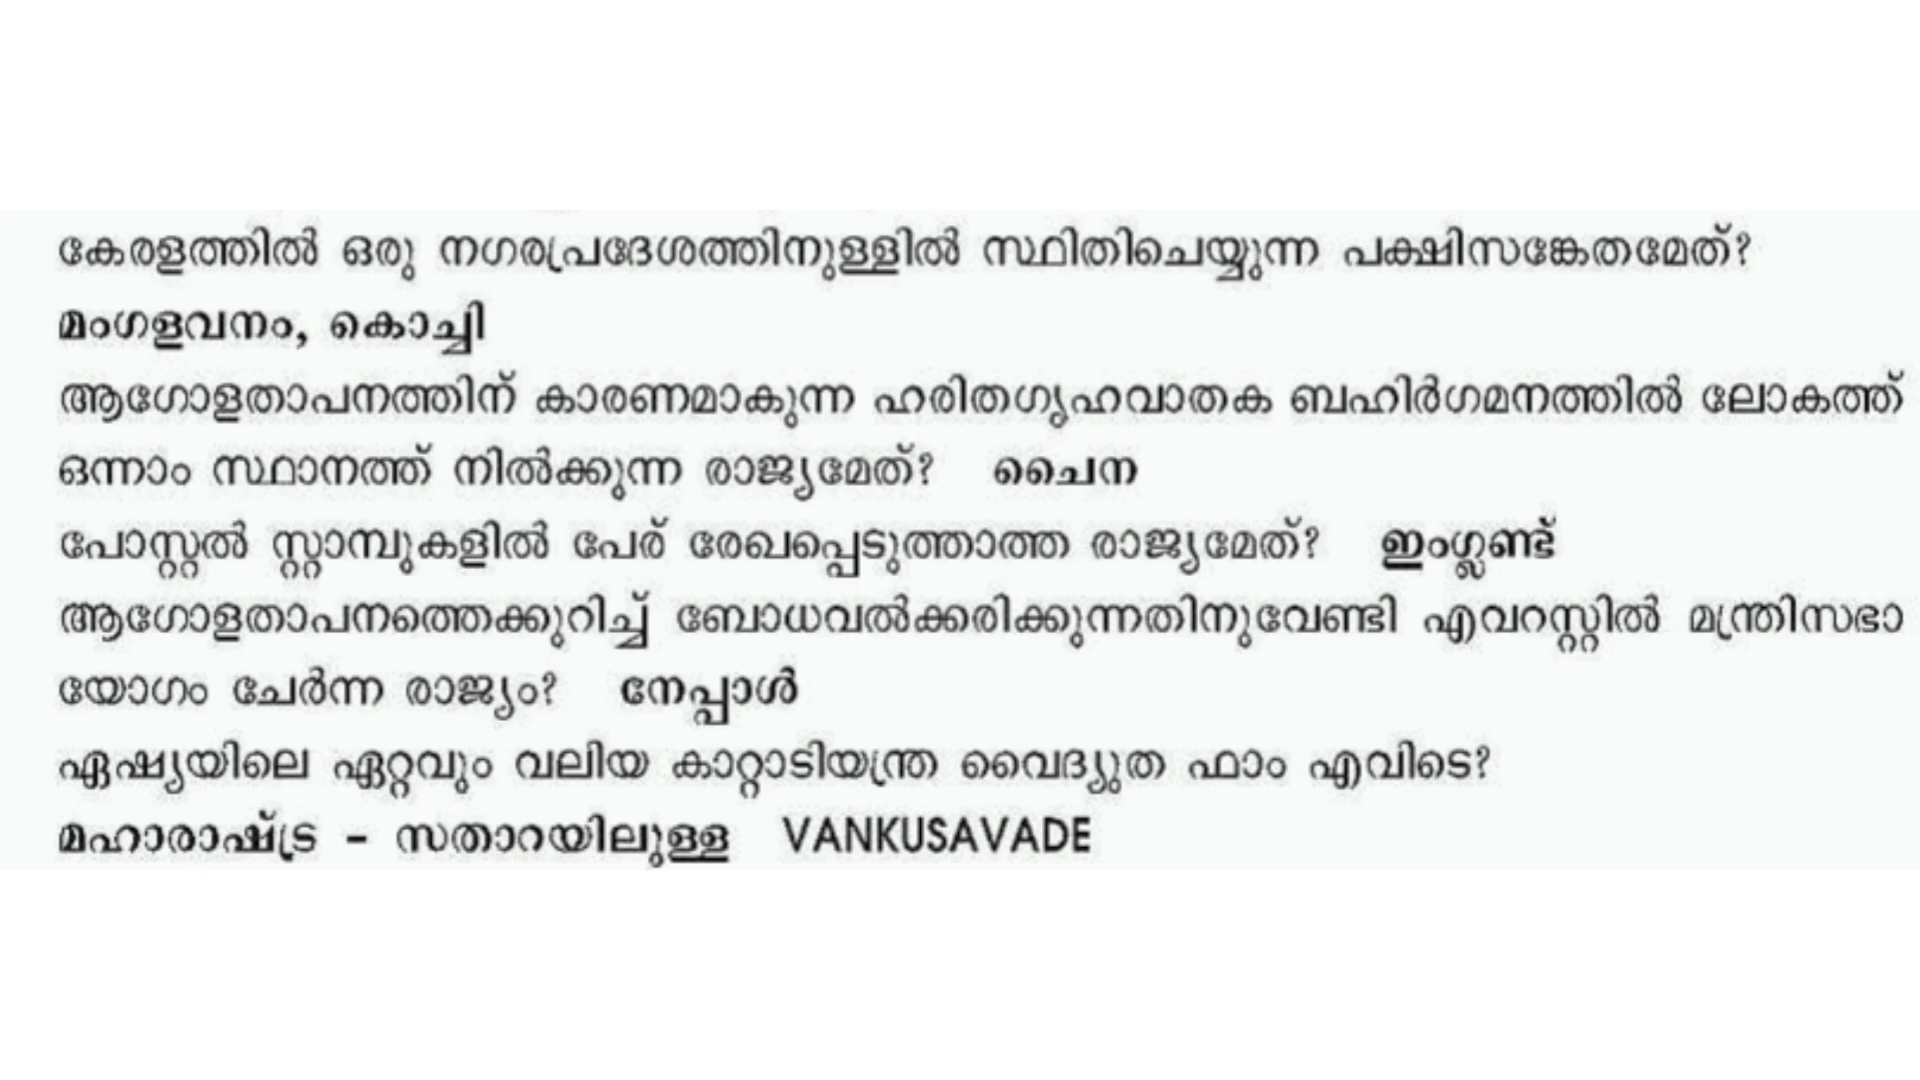 കേരളത്തിൽ ഒരു നഗരപ്രദേശത്തിനുള്ളിൽ സ്ഥിതിചെയ്യുന്ന പക്ഷിസങ്കേതമേത്?
മംഗളവനം, കൊച്ചി
ആഗോളതാപനത്തിന് കാരണമാകുന്ന ഹരിതഗൃഹവാതക ബഹിർഗമനത്തിൽ ലോകത്ത്
ഒന്നാം സ്ഥാനത്ത് നിൽക്കുന്ന രാജ്യമേത്? ചൈന
പോസ്റ്റൽ സ്റ്റാമ്പുകളിൽ പേര് രേഖപ്പെടുത്താത്ത രാജ്യമേത്? ഇംഗ്ലണ്ട്
ആഗോളതാപനത്തെക്കുറിച്ച് ബോധവൽക്കരിക്കുന്നതിനുവേണ്ടി എവറസ്റ്റിൽ മന്ത്രിസഭാ
യോഗം ചേർന്ന രാജ്യം? നേപ്പാൾ
ഏഷ്യയിലെ ഏറ്റവും വലിയ കാറ്റാടിയന്ത്ര വൈദ്യുത ഫാം എവിടെ?
മഹാരാഷ്ട്ര - സതാറയിലുള്ള VANKUSAVADE